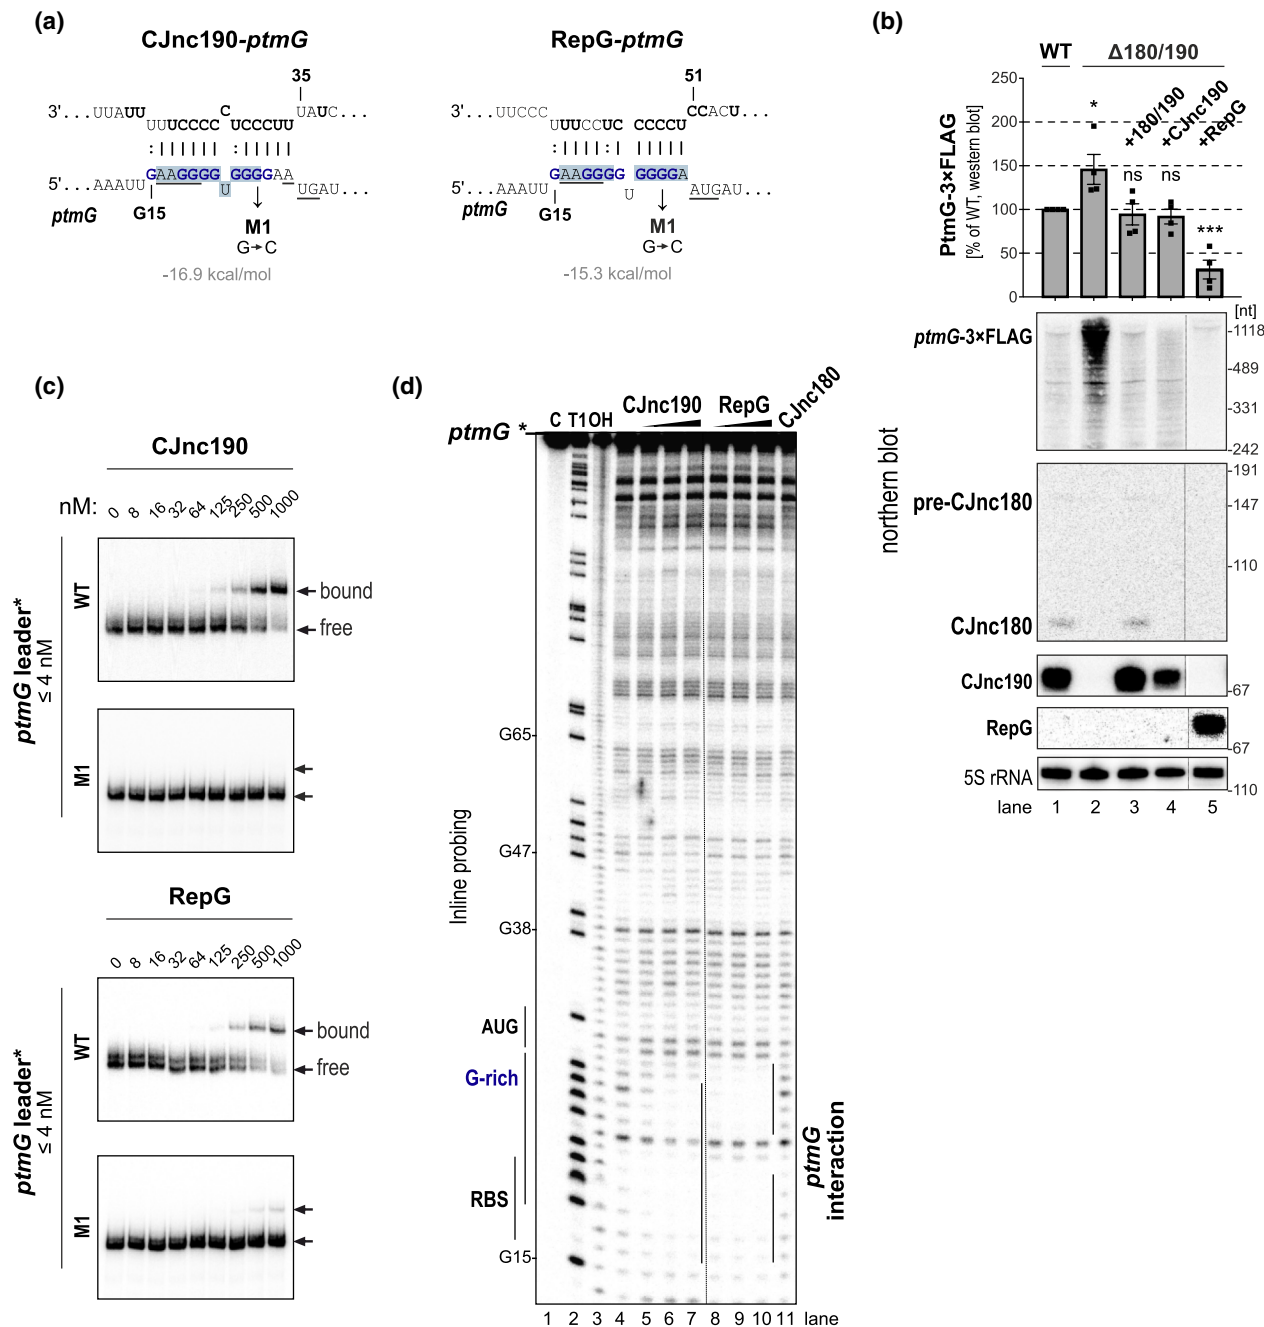 (a)
CJnc190-ptmG
35
3'...UUAUU
UUUCCCC
C
UCCCUU
UAUC...
5'...AAAUU
GAAGGGG
U
GGGGAA
UGAU...
ptmG
G15
M1
G→C
-16.9 kcal/mol
RepG-ptmG
51
3'...UUCCC
UUUCCUC
CCCCU
CCACU...
5'...AAAUU
GAAGGGG
U
GGGGA
AUGAU...
ptmG
G15
M1
G→C
-15.3 kcal/mol
(b)
WT
Δ180/190
PtmG-3×FLAG
[% of WT, western blot]
250
200
150
100
50
0
*
+180/190
+CJnc190
+RepG
ns
ns
***
[nt]
ptmG-3×FLAG
-1118
-489
-331
-242
northern blot
pre-CJnc180
-191
-147
-110
CJnc180
CJnc190
-67
RepG
-67
5S rRNA
-110
lane 1 2 3 4 5
(c)
CJnc190
nM: 0 8 16 32 64 125 250 500 1000
ptmG leader*
≤ 4 nM
WT
bound
free
M1
RepG
0 8 16 32 64 125 250 500 1000
ptmG leader*
≤ 4 nM
WT
bound
free
M1
(d)
C T1 OH CJnc190 RepG CJnc180
ptmG *
Inline probing
G65-
G47-
G38-
AUG
G-rich
RBS
G15-
ptmG
interaction
1 2 3 4 5 6 7 8 9 10 11 lane